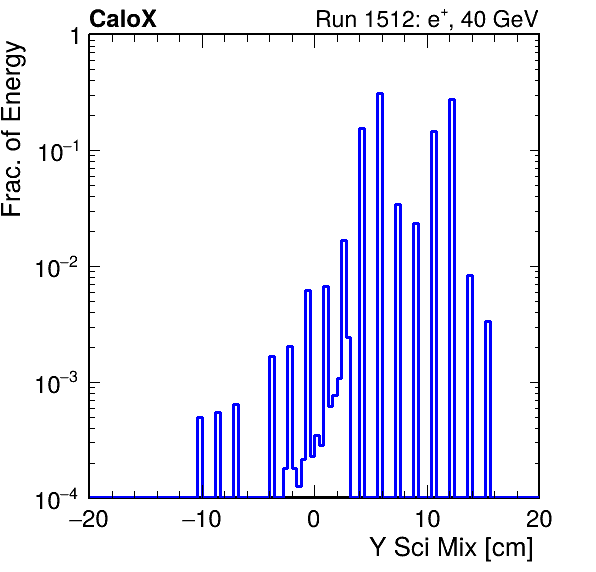 CaloX Run 1512: e⁺, 40 GeV
Frac. of Energy
1
10⁻¹
10⁻²
10⁻³
10⁻⁴
−20 −10 0 10 20
Y Sci Mix [cm]